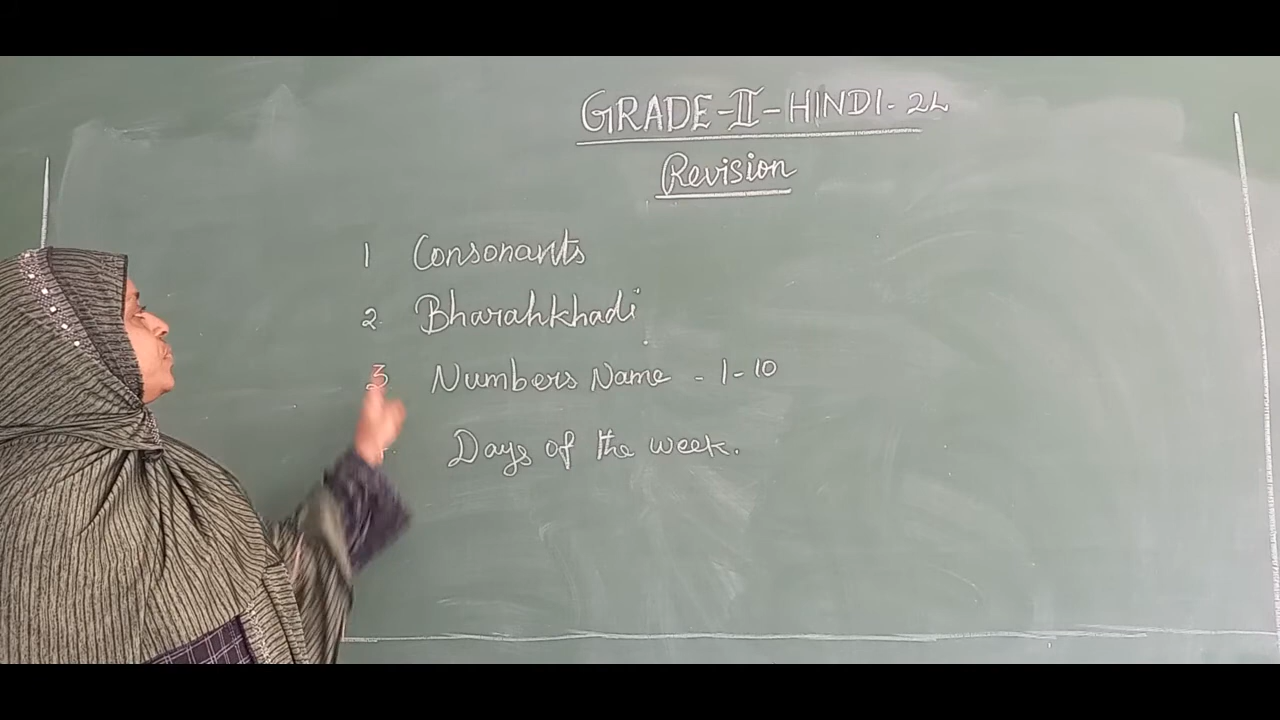 GRADE-II-HINDI-2L
Revision
1 Consonants
2. Bharahkhadi
3 Numbers Name - 1-10
Days of the week.